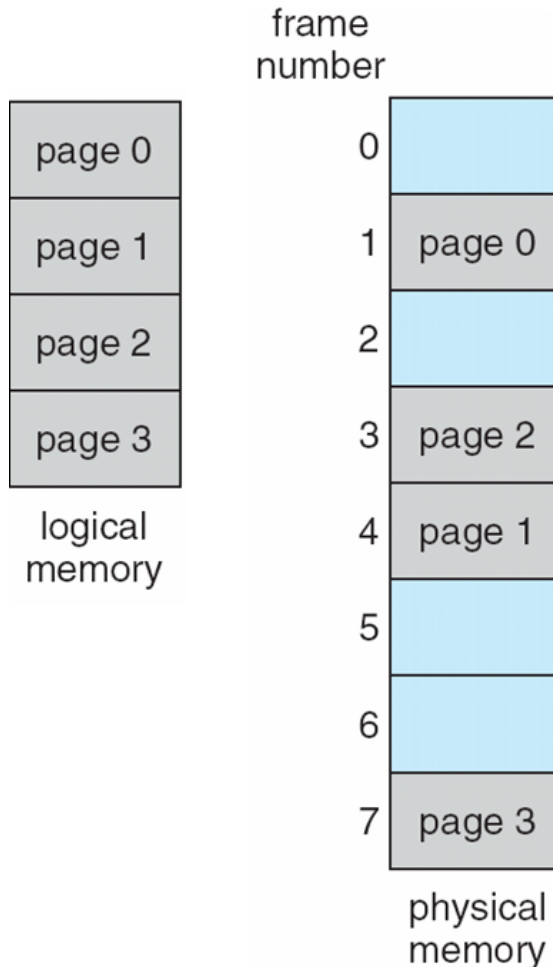 page 0
page 1
page 2
page 3
logical
memory
frame
number
0
1 page 0
2
3 page 2
4 page 1
5
6
7 page 3
physical
memory